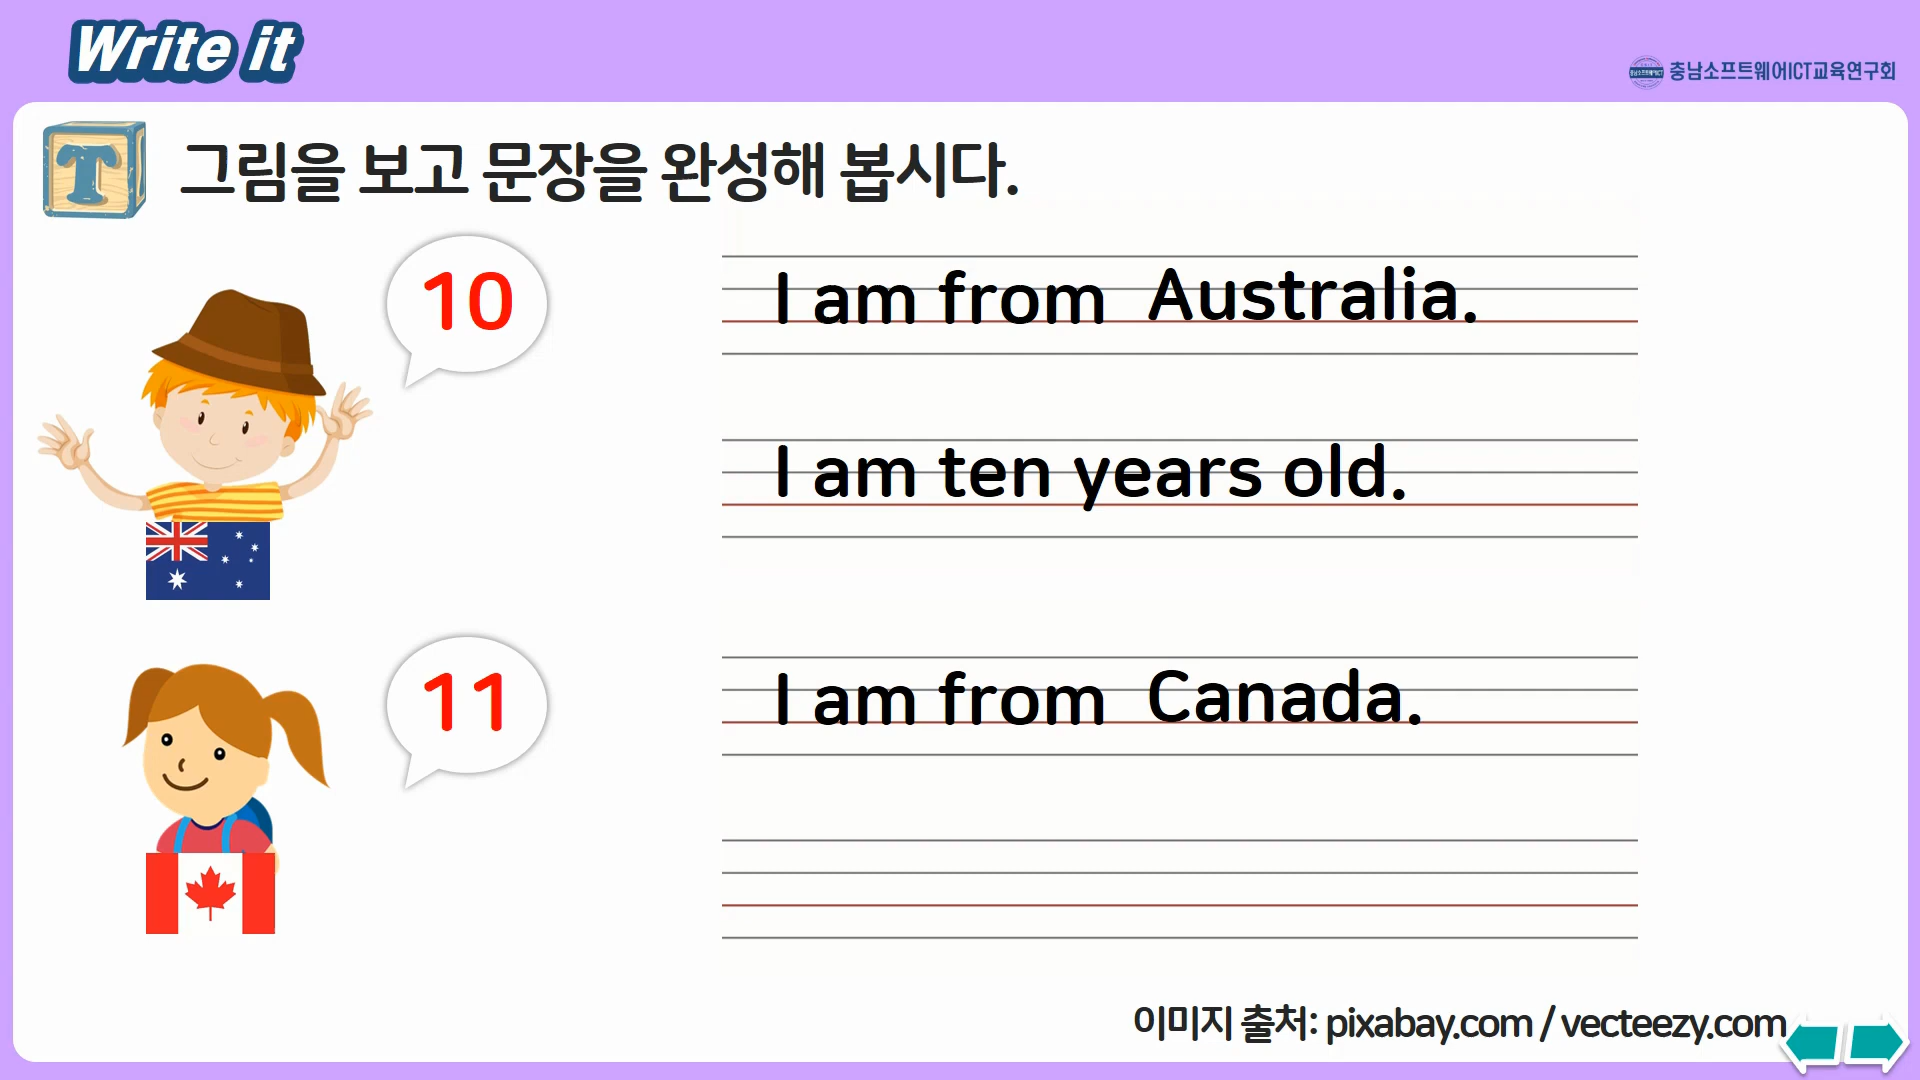 Write it
충남소프트웨어ICT교육연구회
T
그림을 보고 문장을 완성해 봅시다.
10
I am from Australia.
I am ten years old.
11
I am from Canada.
이미지 출처: pixabay.com / vecteezy.com